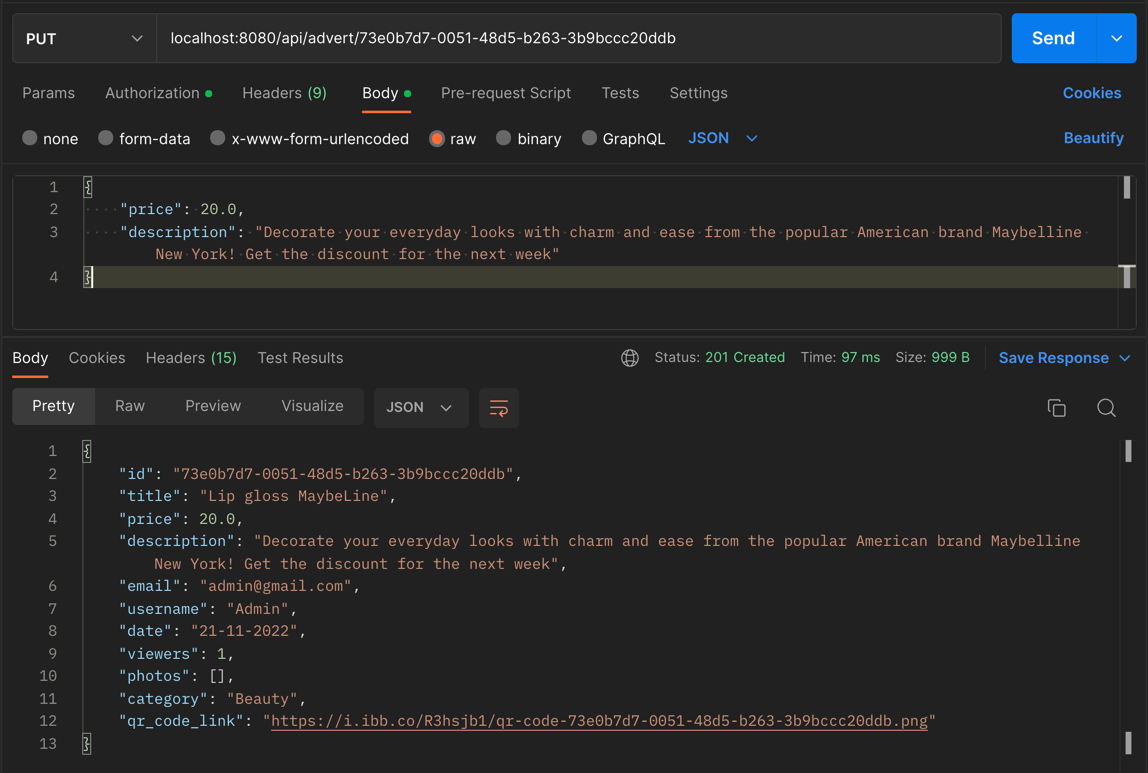 PUT localhost:8080/api/advert/73e0b7d7-0051-48d5-b263-3b9bccc20ddb Send
Params Authorization Headers (9) Body Pre-request Script Tests Settings Cookies
none form-data x-www-form-urlencoded raw binary GraphQL JSON Beautify
1 {
2 "price": 20.0,
3 "description": "Decorate your everyday looks with charm and ease from the popular American brand Maybelline
New York! Get the discount for the next week"
4 }
Body Cookies Headers (15) Test Results Status: 201 Created Time: 97 ms Size: 999 B Save Response
Pretty Raw Preview Visualize JSON
1 {
2 "id": "73e0b7d7-0051-48d5-b263-3b9bccc20ddb",
3 "title": "Lip gloss MaybeLine",
4 "price": 20.0,
5 "description": "Decorate your everyday looks with charm and ease from the popular American brand Maybelline
New York! Get the discount for the next week",
6 "email": "admin@gmail.com",
7 "username": "Admin",
8 "date": "21-11-2022",
9 "viewers": 1,
10 "photos": [],
11 "category": "Beauty",
12 "qr_code_link": "https://i.ibb.co/R3hsjb1/qr-code-73e0b7d7-0051-48d5-b263-3b9bccc20ddb.png"
13 }